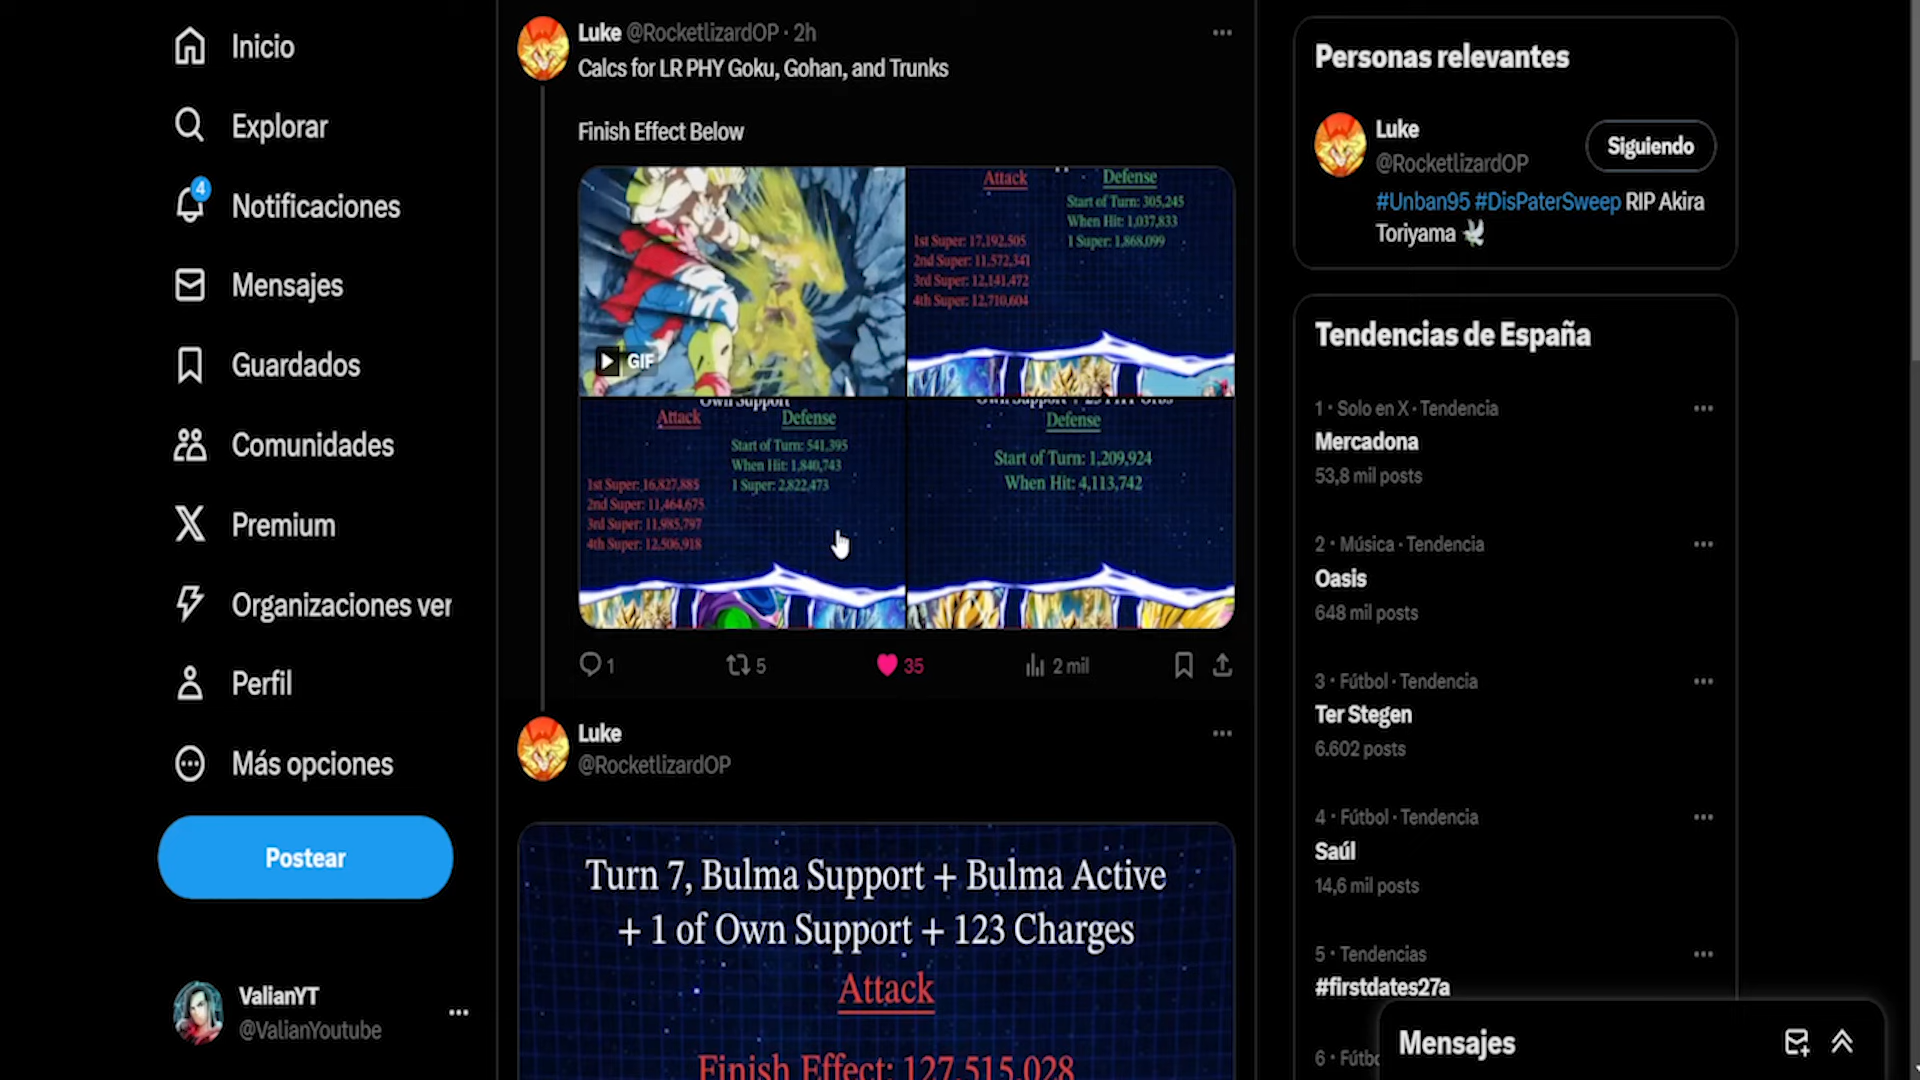 Inicio
Explorar
4
Notificaciones
Mensajes
Guardados
Comunidades
Premium
Organizaciones ver
Perfil
Más opciones
Postear
ValianYT
@ValianYoutube
Luke @RocketlizardOP · 2h
Calcs for LR PHY Goku, Gohan, and Trunks
Finish Effect Below
GIF
Attack
Defense
Start of Turn: 305,245
When Hit: 1,037,833
1 Super: 1,868,099
1st Super: 17,192,505
2nd Super: 11,572,341
3rd Super: 12,141,472
4th Super: 12,710,604
Own Support
Attack
Defense
Start of Turn: 541,395
When Hit: 1,840,743
1 Super: 2,822,473
1st Super: 16,827,885
2nd Super: 11,464,675
3rd Super: 11,985,797
4th Super: 12,506,918
Defense
Start of Turn: 1,209,924
When Hit: 4,113,742
1
5
35
2 mil
Luke
@RocketlizardOP
Turn 7, Bulma Support + Bulma Active
+ 1 of Own Support + 123 Charges
Attack
Finish Effect: 127,515,028
Personas relevantes
Luke
@RocketlizardOP
Siguiendo
#Unban95 #DisPaterSweep RIP Akira
Toriyama
Tendencias de España
1 · Solo en X · Tendencia
Mercadona
53,8 mil posts
2 · Música · Tendencia
Oasis
648 mil posts
3 · Fútbol · Tendencia
Ter Stegen
6.602 posts
4 · Fútbol · Tendencia
Saúl
14,6 mil posts
5 · Tendencias
#firstdates27a
6 · Fútb
Mensajes